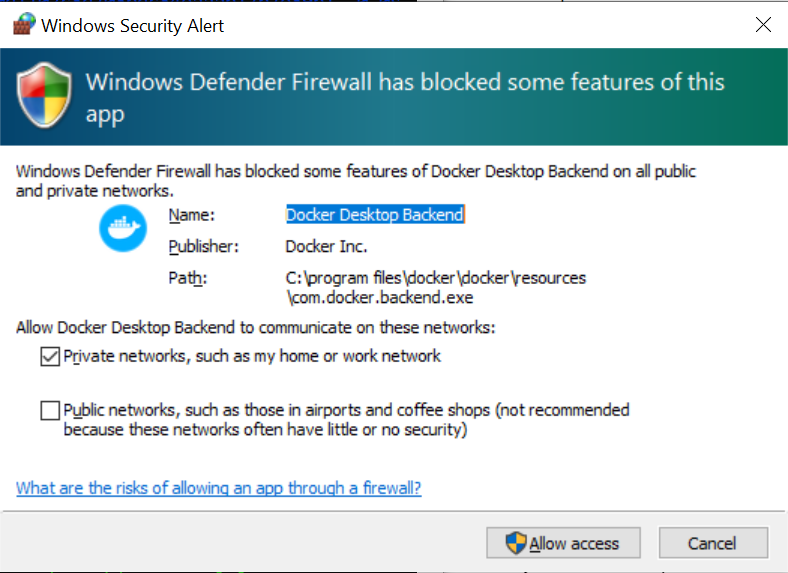 Windows Security Alert
Windows Defender Firewall has blocked some features of this
app
Windows Defender Firewall has blocked some features of Docker Desktop Backend on all public
and private networks.
Name: Docker Desktop Backend
Publisher: Docker Inc.
Path: C:\program files\docker\docker\resources
\com.docker.backend.exe
Allow Docker Desktop Backend to communicate on these networks:
Private networks, such as my home or work network
Public networks, such as those in airports and coffee shops (not recommended
because these networks often have little or no security)
What are the risks of allowing an app through a firewall?
Allow access Cancel